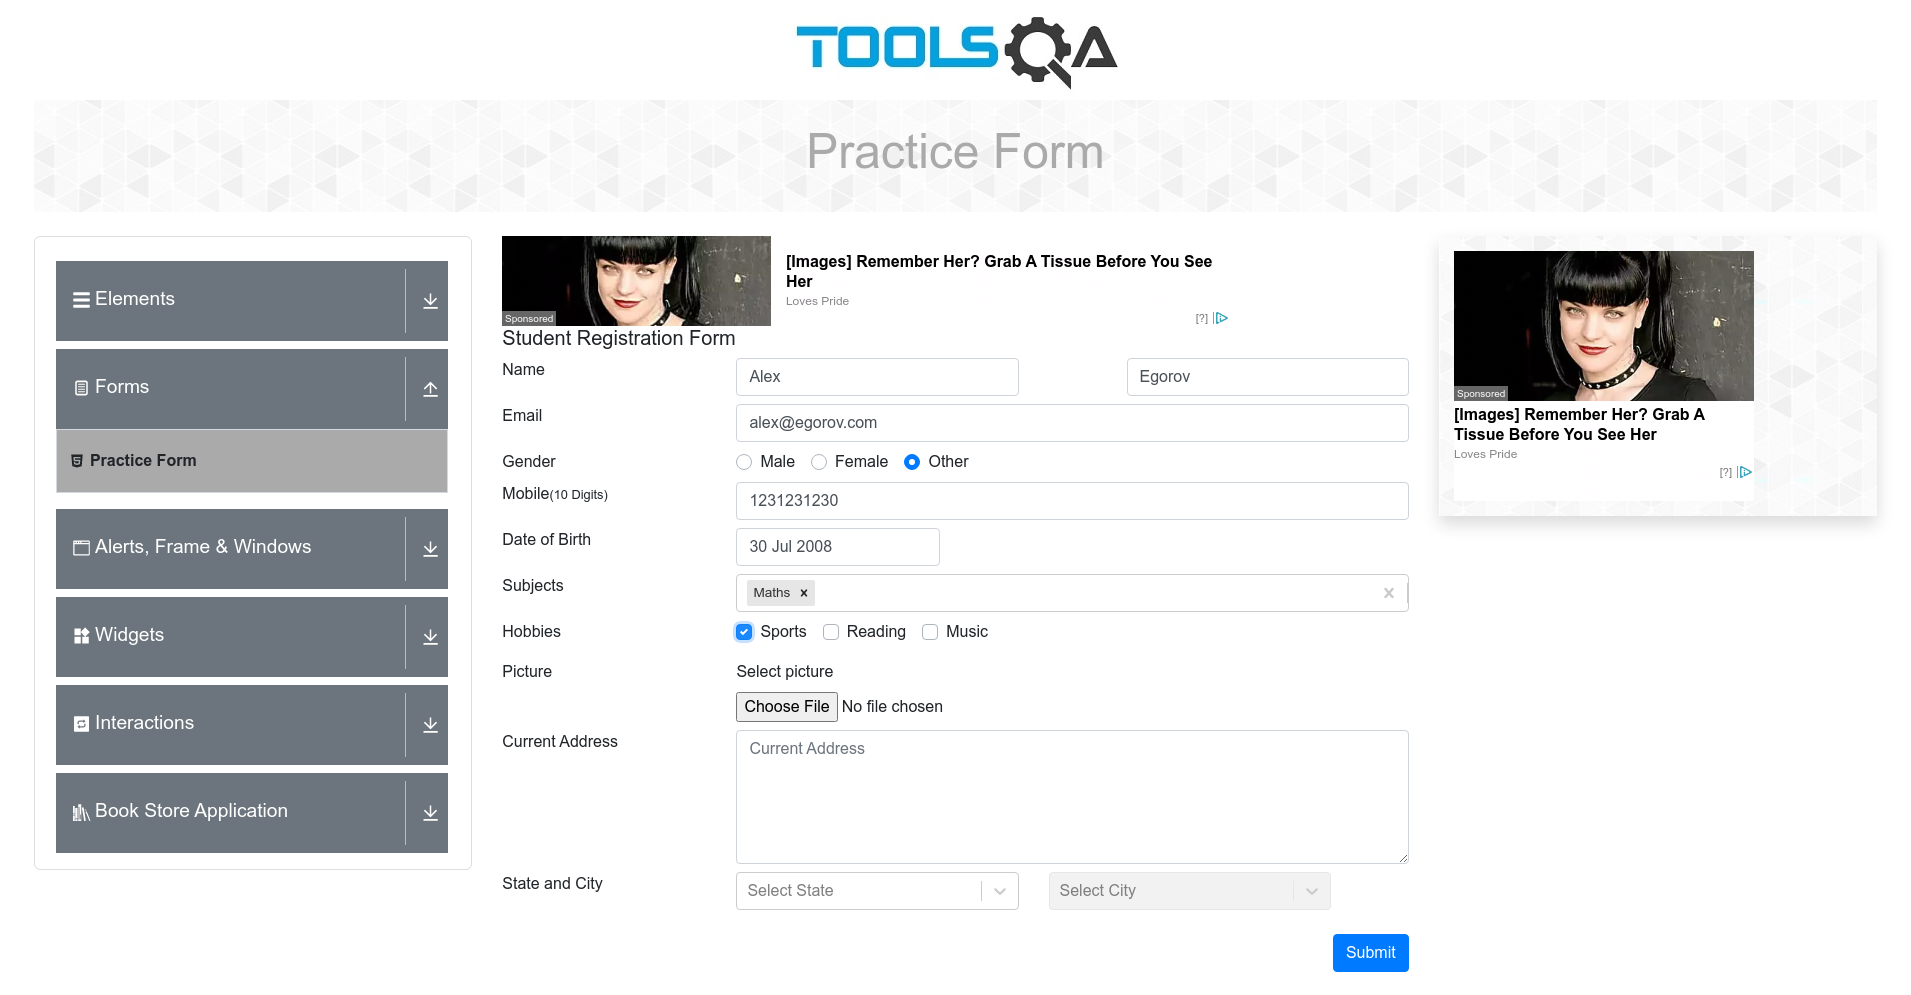 TOOLSQA
Practice Form
Elements
Forms
Practice Form
Alerts, Frame & Windows
Widgets
Interactions
Book Store Application
Sponsored
[Images] Remember Her? Grab A Tissue Before You See
Her
Loves Pride
[?]
Student Registration Form
Name
Alex
Egorov
Email
alex@egorov.com
Gender
Male Female Other
Mobile(10 Digits)
1231231230
Date of Birth
30 Jul 2008
Subjects
Maths
Hobbies
Sports Reading Music
Picture
Select picture
Choose File No file chosen
Current Address
Current Address
State and City
Select State
Select City
Submit
Sponsored
[Images] Remember Her? Grab A
Tissue Before You See Her
Loves Pride
[?]